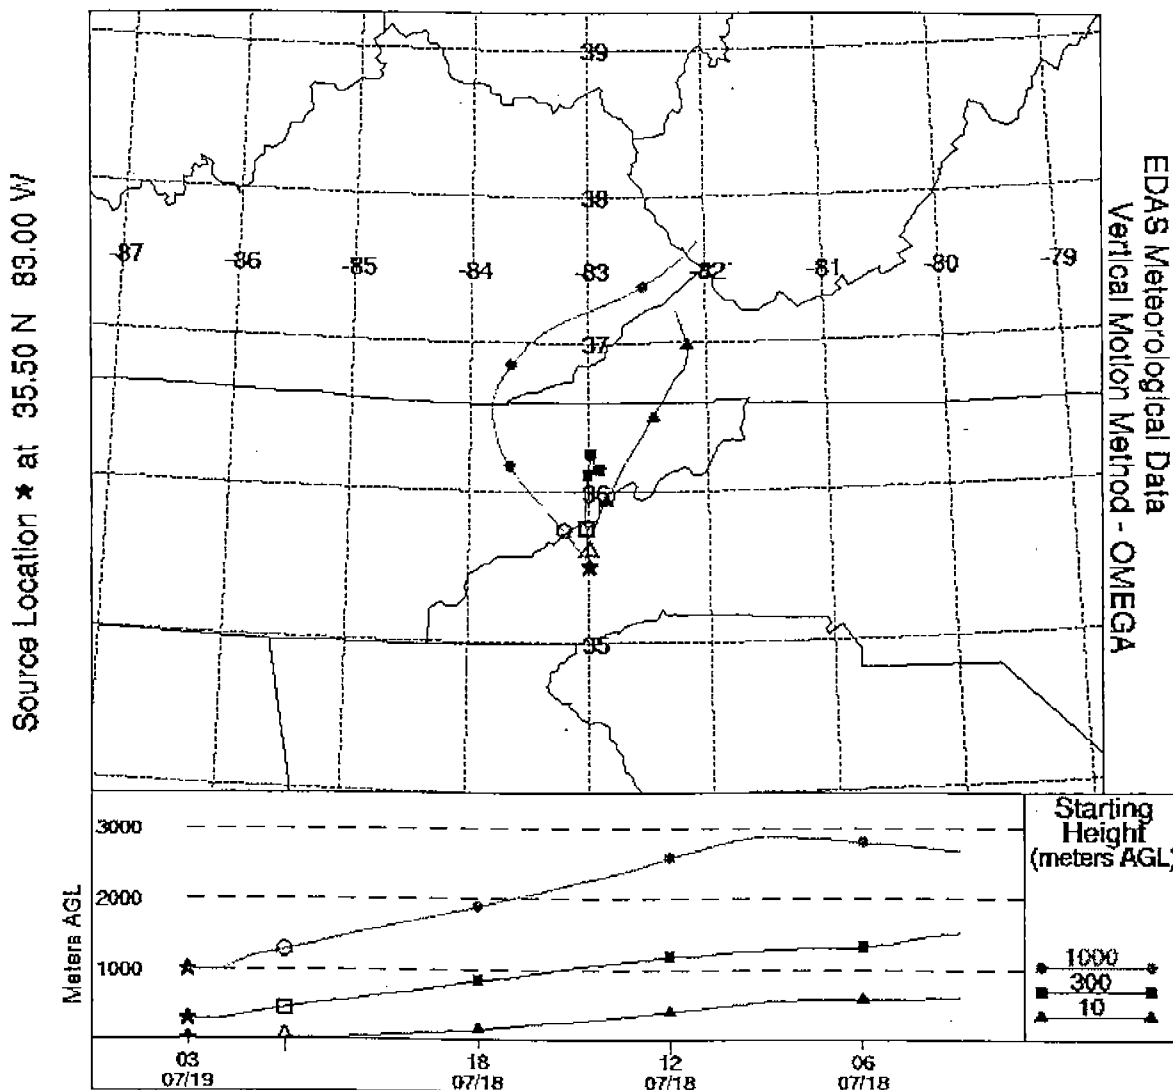 Source Location ★ at 35.50 N 83.00 W
39
38
-87 -86 -85 -84 -83 -82 -81 -80 -79
37
36
35
EDAS Meteorological Data
Vertical Motion Method - OMEGA
Meters AGL
3000
2000
1000
03 18 12 06
07/19 07/18 07/18 07/18
Starting
Height
(meters AGL)
1000
300
10